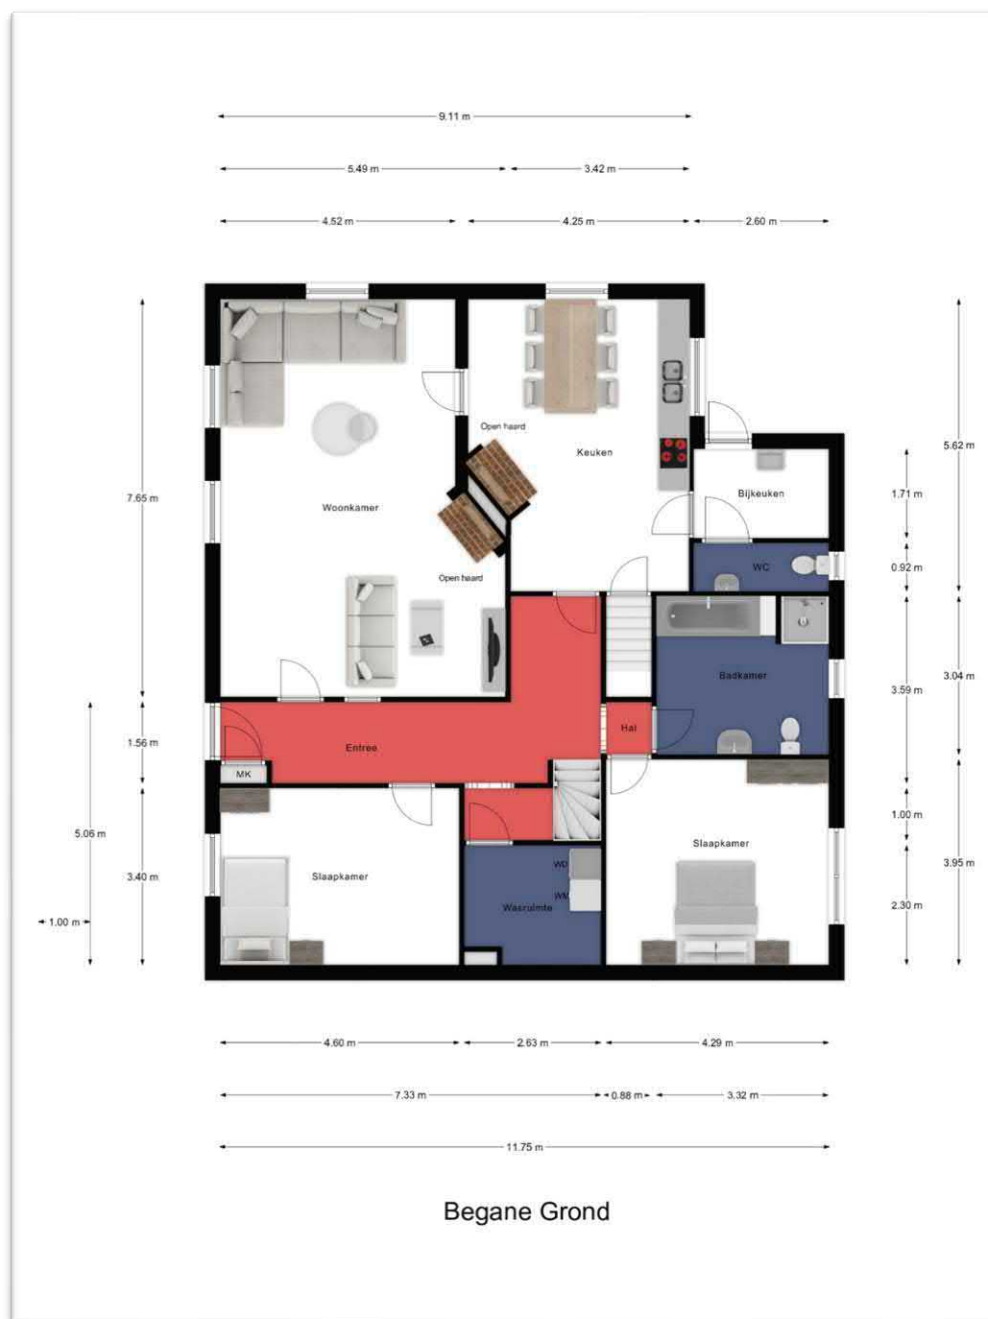 9.11 m
5.49 m
3.42 m
4.52 m
4.25 m
2.60 m
Open haard
Keuken
5.62 m
7.65 m
1.71 m
Bijkeuken
Woonkamer
WC
0.92 m
Open haard
Badkamer
3.04 m
3.59 m
Hal
1.56 m
Entree
MK
1.00 m
5.06 m
Slaapkamer
WD
3.95 m
3.40 m
Slaapkamer
WM
2.30 m
Wasruimte
1.00 m
4.60 m
2.63 m
4.29 m
7.33 m
0.88 m
3.32 m
11.75 m
Begane Grond